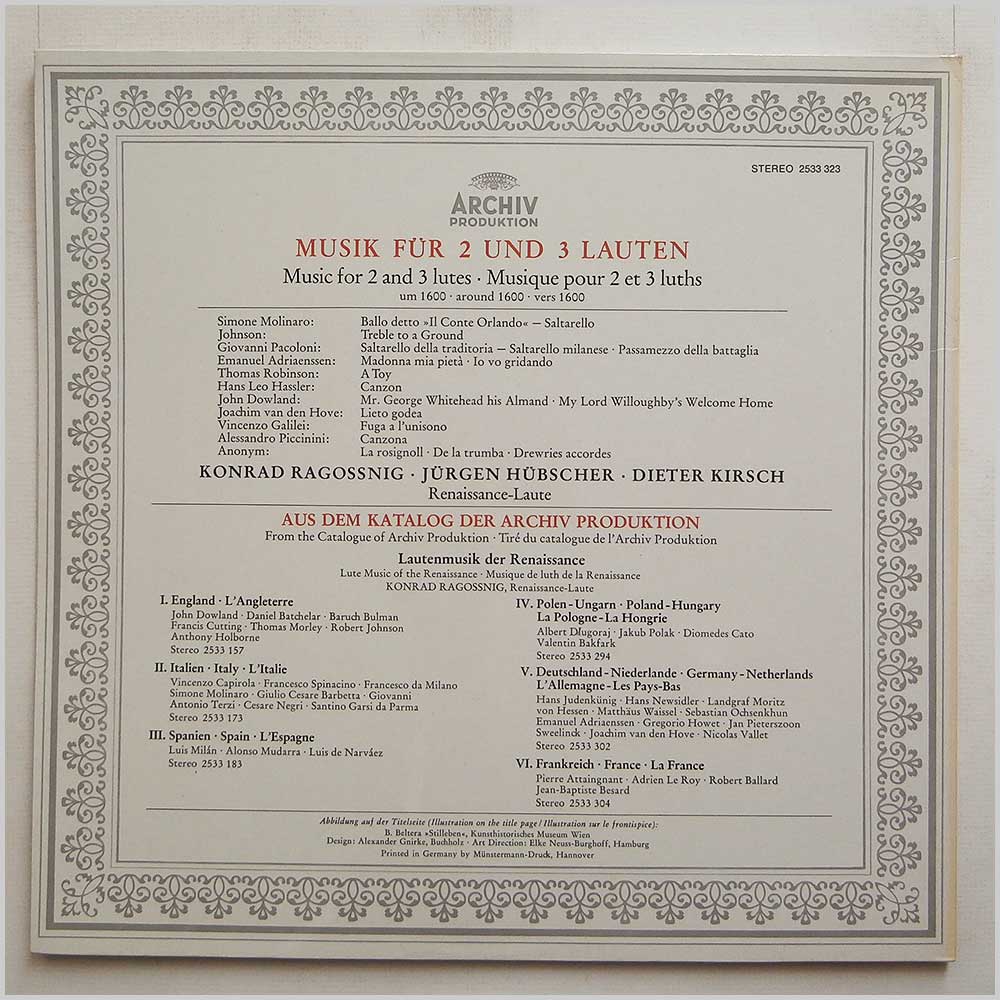 STEREO 2533 323
ARCHIV
PRODUKTION
MUSIK FÜR 2 UND 3 LAUTEN
Music for 2 and 3 lutes · Musique pour 2 et 3 luths
um 1600 · around 1600 · vers 1600
Simone Molinaro: Ballo detto »Il Conte Orlando« – Saltarello
Johnson: Treble to a Ground
Giovanni Pacoloni: Saltarello della traditoria – Saltarello milanese · Passamezzo della battaglia
Emanuel Adriaenssen: Madonna mia pietà · Io vo gridando
Thomas Robinson: A Toy
Hans Leo Hassler: Canzon
John Dowland: Mr. George Whitehead his Almand · My Lord Willoughby's Welcome Home
Joachim van den Hove: Lieto godea
Vincenzo Galilei: Fuga a l'unisono
Alessandro Piccinini: Canzona
Anonym: La rosignoll · De la trumba · Drewries accordes
KONRAD RAGOSSNIG · JÜRGEN HÜBSCHER · DIETER KIRSCH
Renaissance-Laute
AUS DEM KATALOG DER ARCHIV PRODUKTION
From the Catalogue of Archiv Produktion · Tiré du catalogue de l'Archiv Produktion
Lautenmusik der Renaissance
Lute Music of the Renaissance · Musique de luth de la Renaissance
KONRAD RAGOSSNIG, Renaissance-Laute
I. England · L'Angleterre
John Dowland · Daniel Batchelar · Baruch Bulman
Francis Cutting · Thomas Morley · Robert Johnson
Anthony Holborne
Stereo 2533 157
II. Italien · Italy · L'Italie
Vincenzo Capirola · Francesco Spinacino · Francesco da Milano
Simone Molinaro · Giulio Cesare Barbetta · Giovanni
Antonio Terzi · Cesare Negri · Santino Garsi da Parma
Stereo 2533 173
III. Spanien · Spain · L'Espagne
Luis Milán · Alonso Mudarra · Luis de Narváez
Stereo 2533 183
IV. Polen-Ungarn · Poland-Hungary
La Pologne-La Hongrie
Albert Długoraj · Jakub Polak · Diomedes Cato
Valentin Bakfark
Stereo 2533 294
V. Deutschland-Niederlande · Germany-Netherlands
L'Allemagne-Les Pays-Bas
Hans Judenkünig · Hans Newsidler · Landgraf Moritz
von Hessen · Matthäus Waissel · Sebastian Ochsenkhun
Emanuel Adriaenssen · Gregorio Howet · Jan Pieterszoon
Sweelinck · Joachim van den Hove · Nicolas Vallet
Stereo 2533 302
VI. Frankreich · France · La France
Pierre Attaingnant · Adrien Le Roy · Robert Ballard
Jean-Baptiste Besard
Stereo 2533 304
Abbildung auf der Titelseite (Illustration on the title page / Illustration sur le frontispice):
B. Beltera »Stilleben«, Kunsthistorisches Museum Wien
Design: Alexander Gnirke, Buchholz · Art Direction: Elke Neuss-Burghoff, Hamburg
Printed in Germany by Münstermann-Druck, Hannover